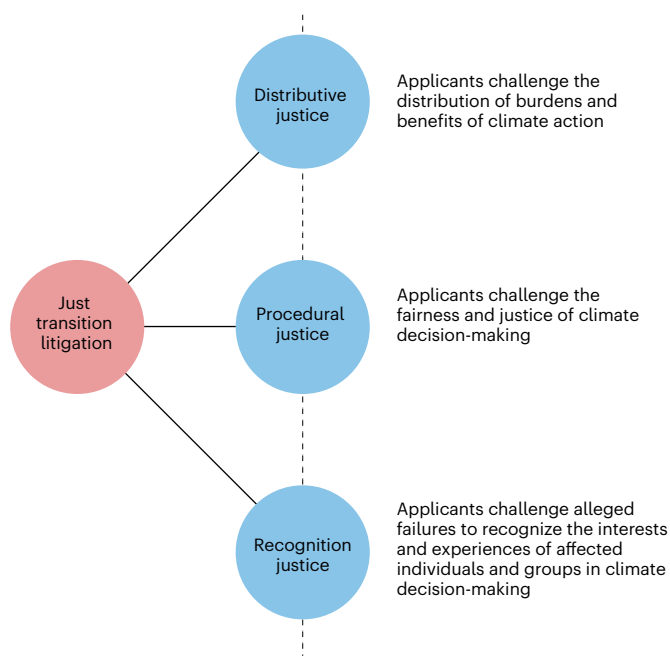 Distributive
justice
Applicants challenge the
distribution of burdens and
benefits of climate action
Just
transition
litigation
Procedural
justice
Applicants challenge the
fairness and justice of climate
decision-making
Recognition
justice
Applicants challenge alleged
failures to recognize the interests
and experiences of affected
individuals and groups in climate
decision-making